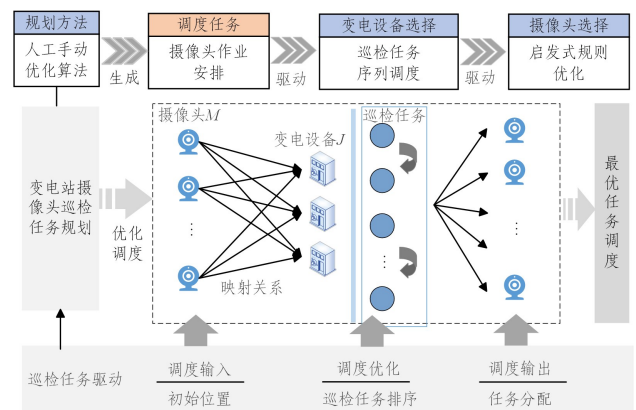 规划方法
人工手动
优化算法
生成
调度任务
摄像头作业
安排
驱动
变电设备选择
巡检任务
序列调度
驱动
摄像头选择
启发式规则
优化
变电站摄
像头巡检
任务规划
优化
调度
摄像头M
变电设备J
巡检任务
⋮
⋮
⋮
映射关系
最优任务调度
巡检任务驱动
调度输入
初始位置
调度优化
巡检任务排序
调度输出
任务分配